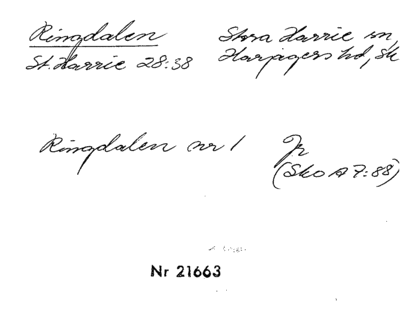 Ringdalen Stora Harrie sn,
St. Harrie 28:38 Harjagers hd, Sk
Ringdalen nr 1 Jr
(Sko A 7:88)
Nr 21663